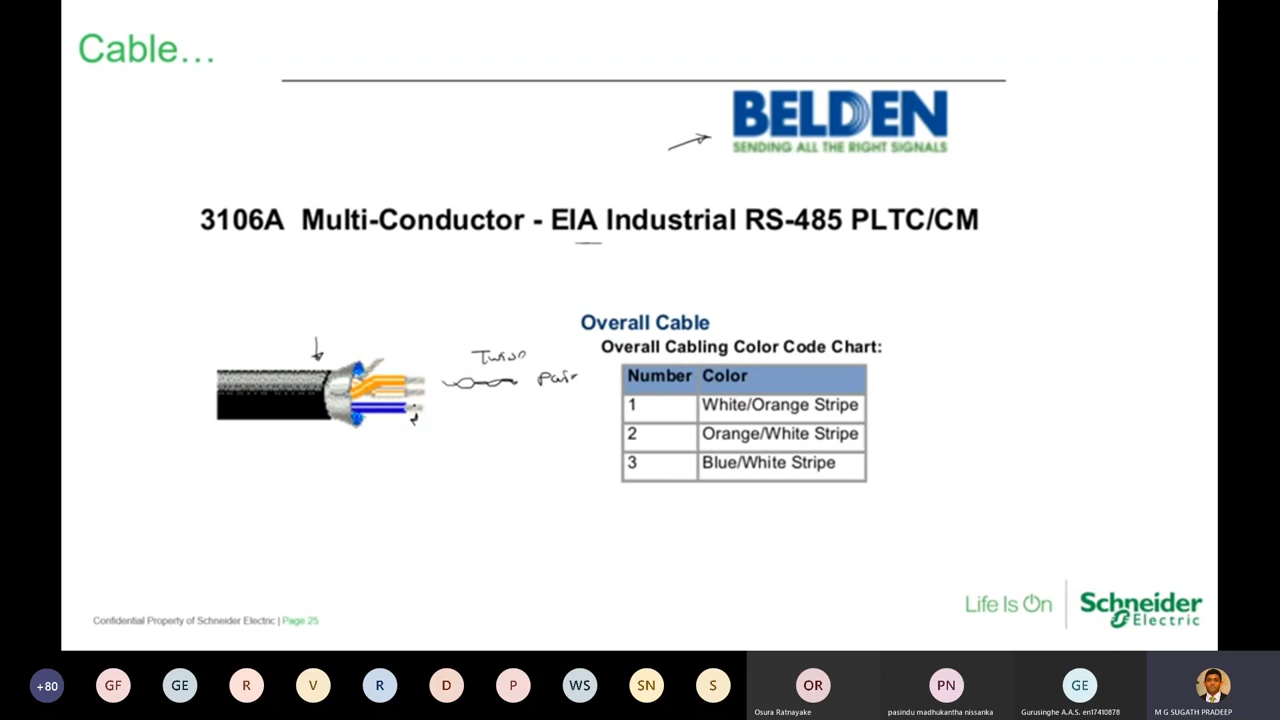 Cable...
BELDEN
SENDING ALL THE RIGHT SIGNALS
3106A Multi-Conductor - EIA Industrial RS-485 PLTC/CM
Overall Cable
Overall Cabling Color Code Chart:
Number Color
1 White/Orange Stripe
2 Orange/White Stripe
3 Blue/White Stripe
pair
Confidential Property of Schneider Electric | Page 25
Life Is On
Schneider
Electric
+80 GF GE R V R D P WS SN S OR PN GE
Osura Ratnayake pasindu madhukantha nissanka Gurusinghe A.A.S. en17410878 M G SUGATH PRADEEP